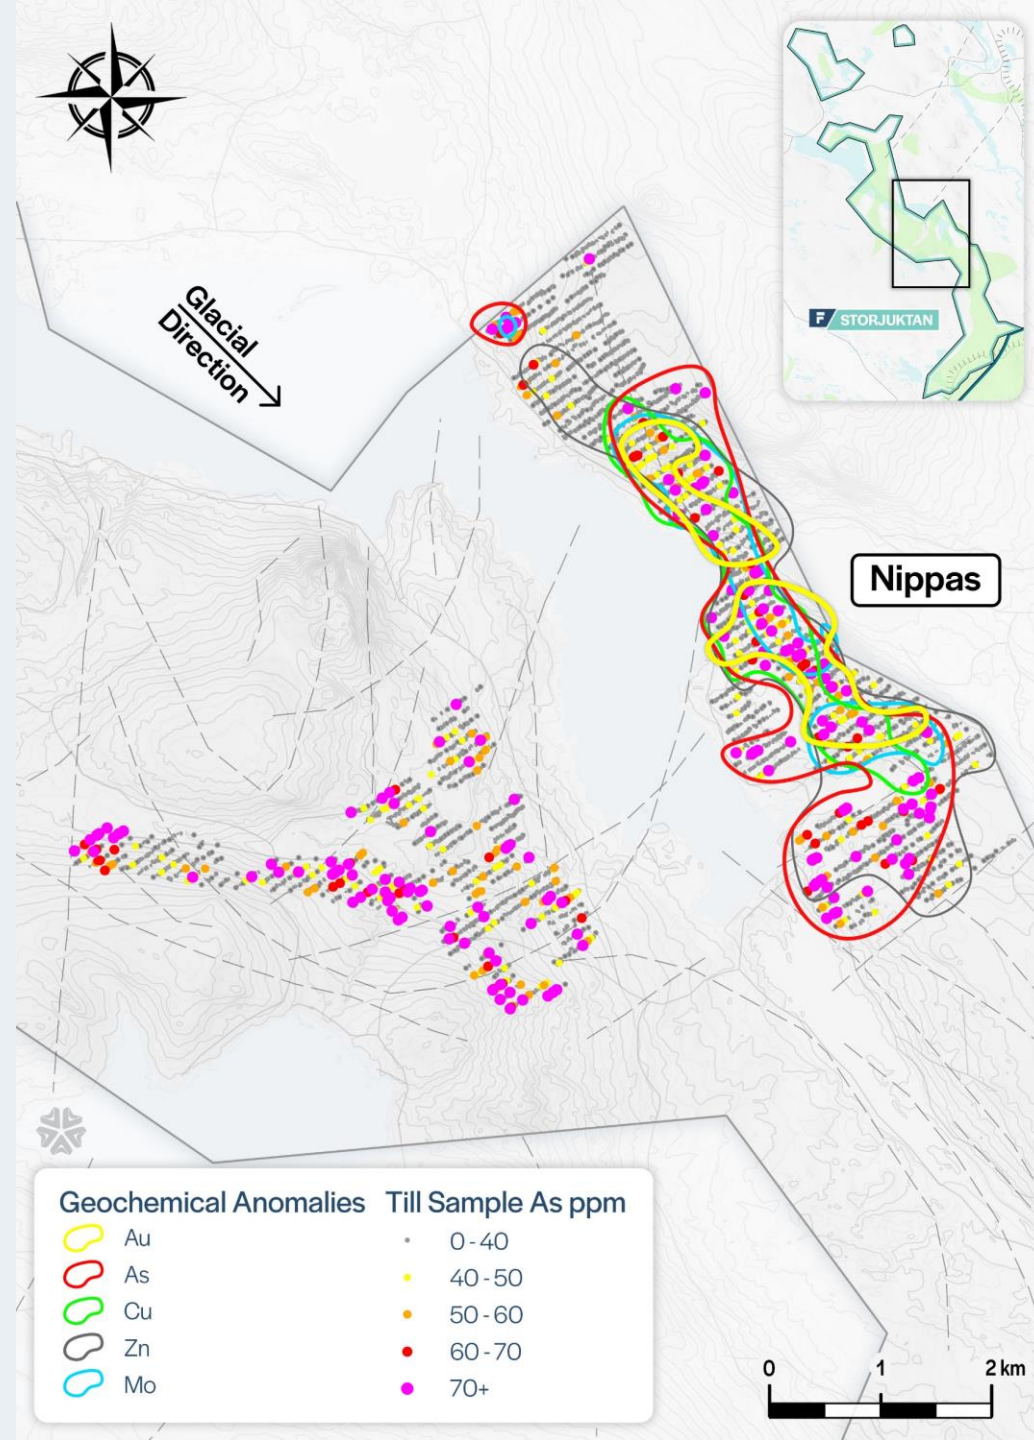 Glacial
Direction
F STORJUKTAN
Nippas
Geochemical Anomalies
Au
As
Cu
Zn
Mo
Till Sample As ppm
0-40
40-50
50-60
60-70
70+
0 1 2 km